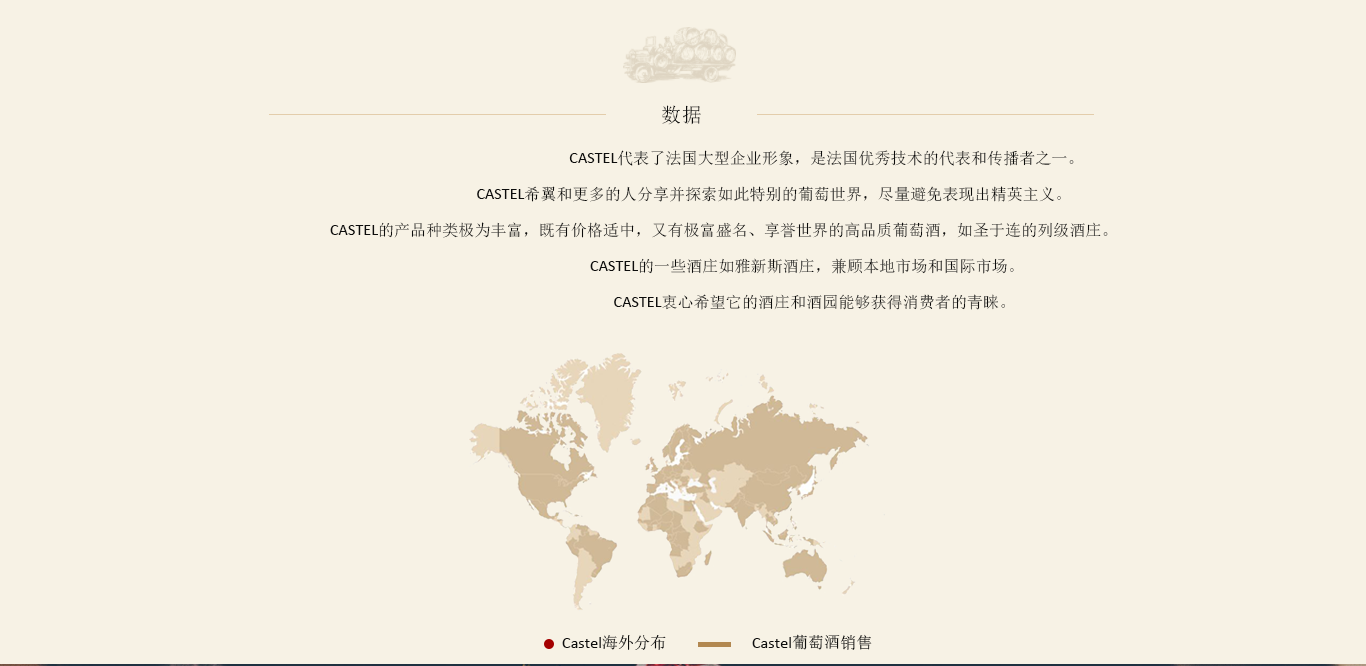 数据
CASTEL代表了法国大型企业形象，是法国优秀技术的代表和传播者之一。
CASTEL希翼和更多的人分享并探索如此特别的葡萄世界，尽量避免表现出精英主义。
CASTEL的产品种类极为丰富，既有价格适中，又有极富盛名、享誉世界的高品质葡萄酒，如圣于连的列级酒庄。
CASTEL的一些酒庄如雅新斯酒庄，兼顾本地市场和国际市场。
CASTEL衷心希望它的酒庄和酒园能够获得消费者的青睐。
Castel海外分布 Castel葡萄酒销售